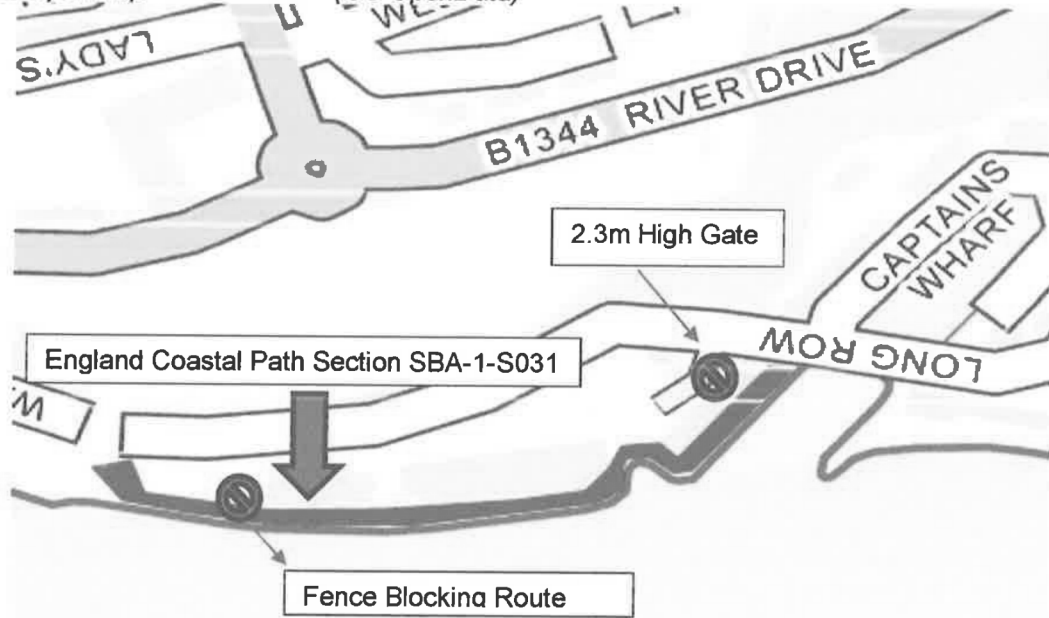 LADY'S
B1344 RIVER DRIVE
2.3m High Gate
CAPTAINS
WHARF
England Coastal Path Section SBA-1-S031
LONG ROW
Fence Blocking Route